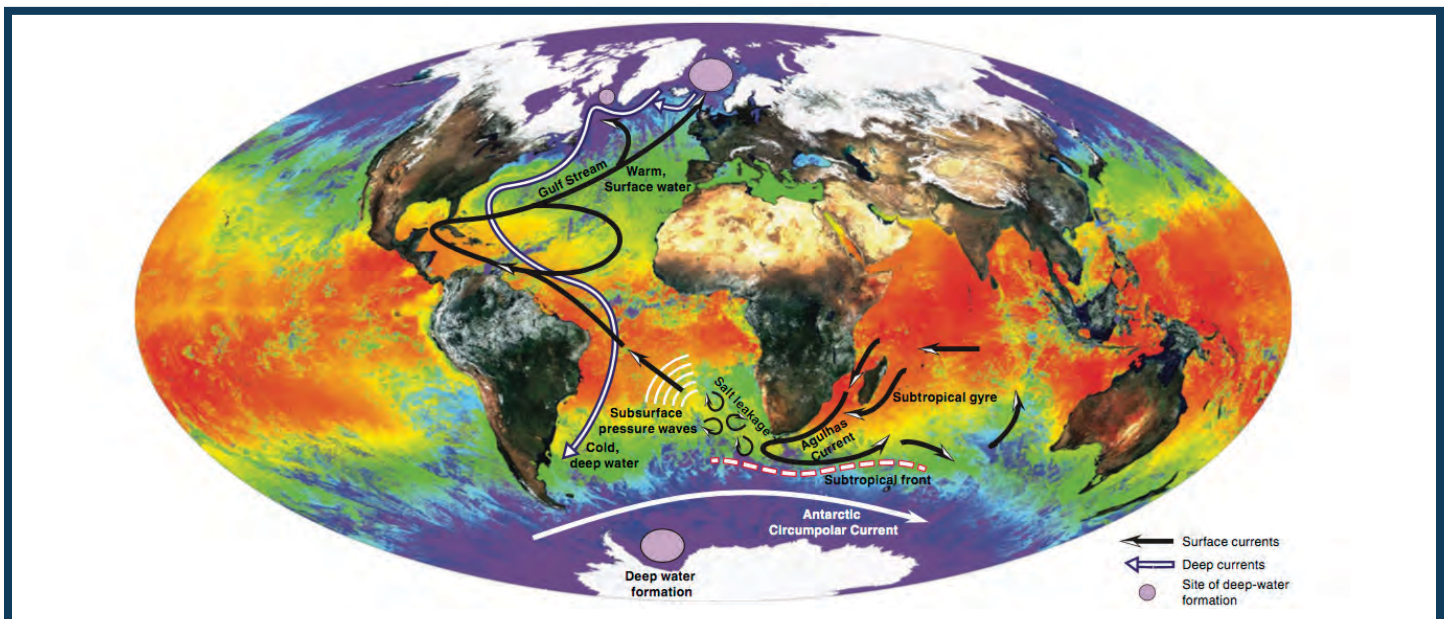 Gulf Stream
Warm,
Surface water
Subsurface
pressure waves
Salt leakage
Cold,
deep water
Agulhas
Current
Subtropical gyre
Subtropical front
Antarctic
Circumpolar Current
Deep water
formation
Surface currents
Deep currents
Site of deep-water
formation